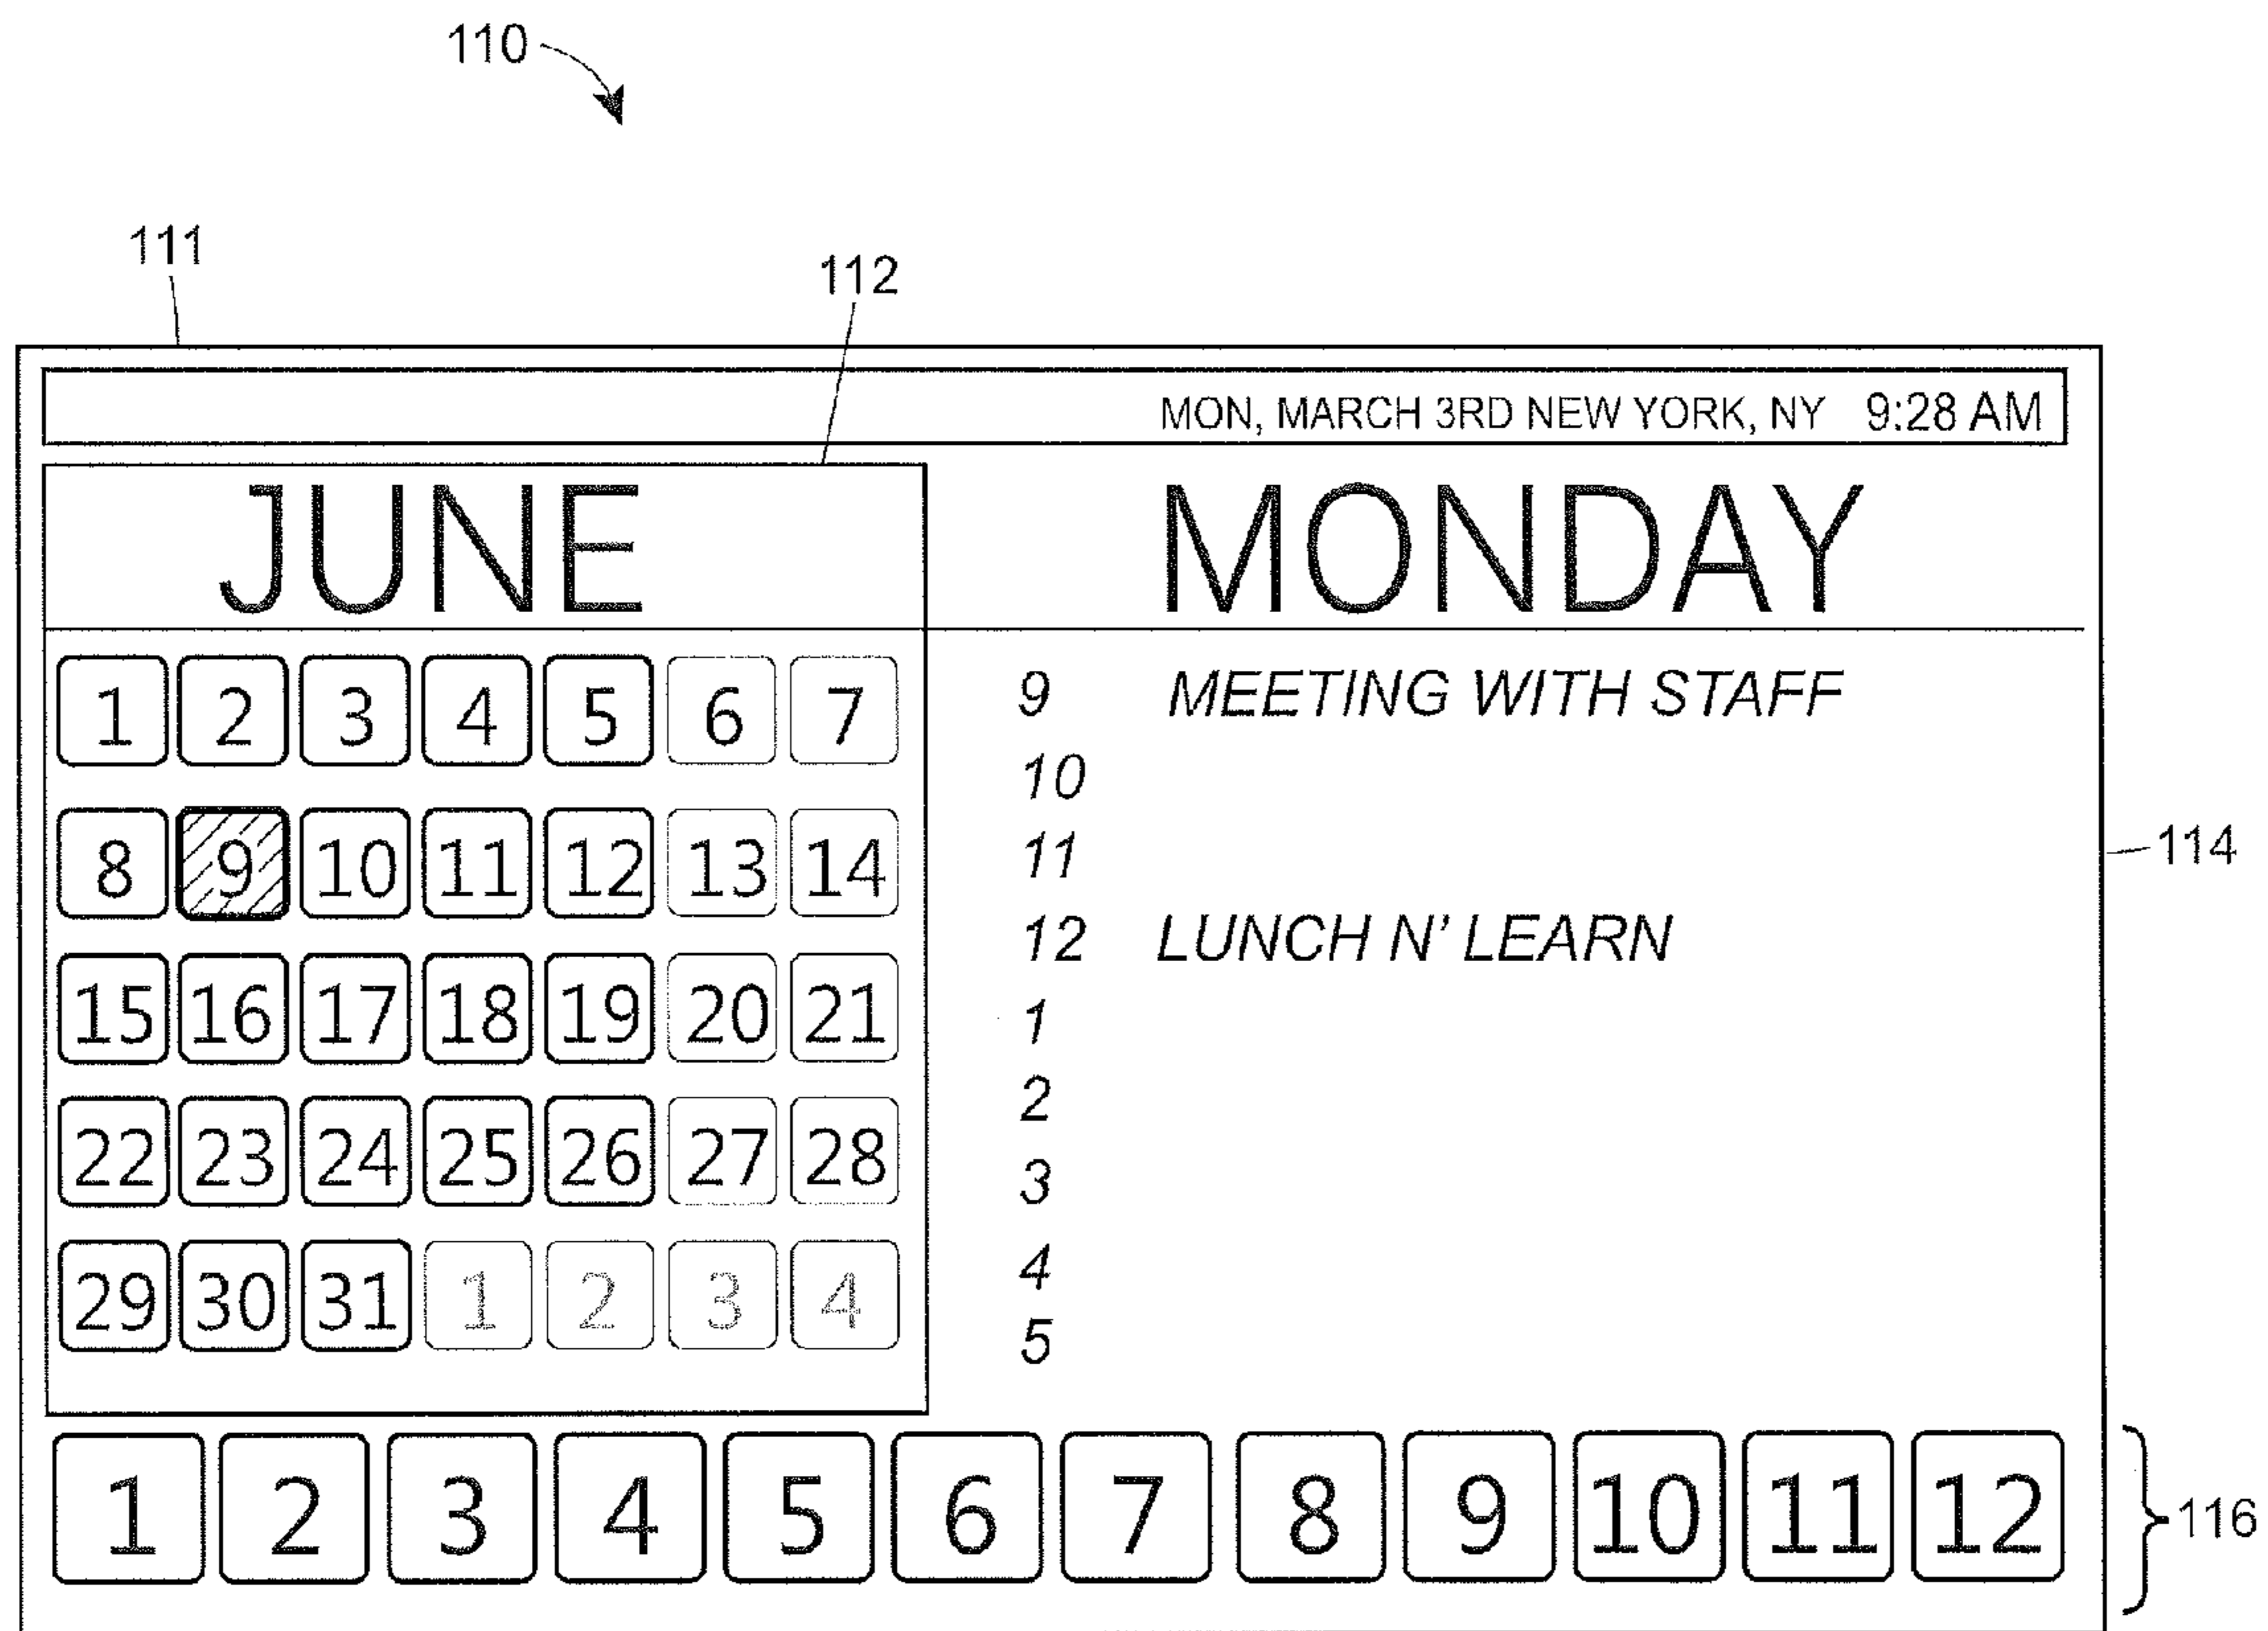 110
111
112
MON, MARCH 3RD NEW YORK, NY 9:28 AM
JUNE
1 2 3 4 5 6 7
8 9 10 11 12 13 14
15 16 17 18 19 20 21
22 23 24 25 26 27 28
29 30 31 1 2 3 4
MONDAY
9 MEETING WITH STAFF
10
11
12 LUNCH N' LEARN
1
2
3
4
5
114
1 2 3 4 5 6 7 8 9 10 11 12
116